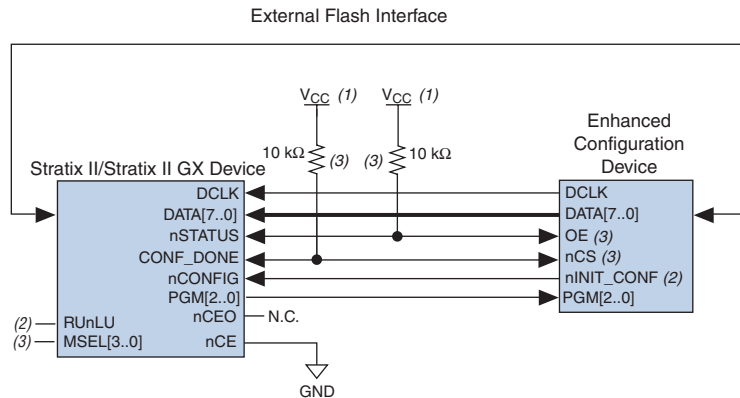 External Flash Interface
VCC (1)
VCC (1)
10 kΩ
(3)
(3)
10 kΩ
Enhanced
Configuration
Device
Stratix II/Stratix II GX Device
DCLK
DATA[7..0]
nSTATUS
CONF_DONE
nCONFIG
PGM[2..0]
nCEO
N.C.
(2)
RUnLU
(3)
MSEL[3..0]
nCE
GND
DCLK
DATA[7..0]
OE (3)
nCS (3)
nINIT_CONF (2)
PGM[2..0]